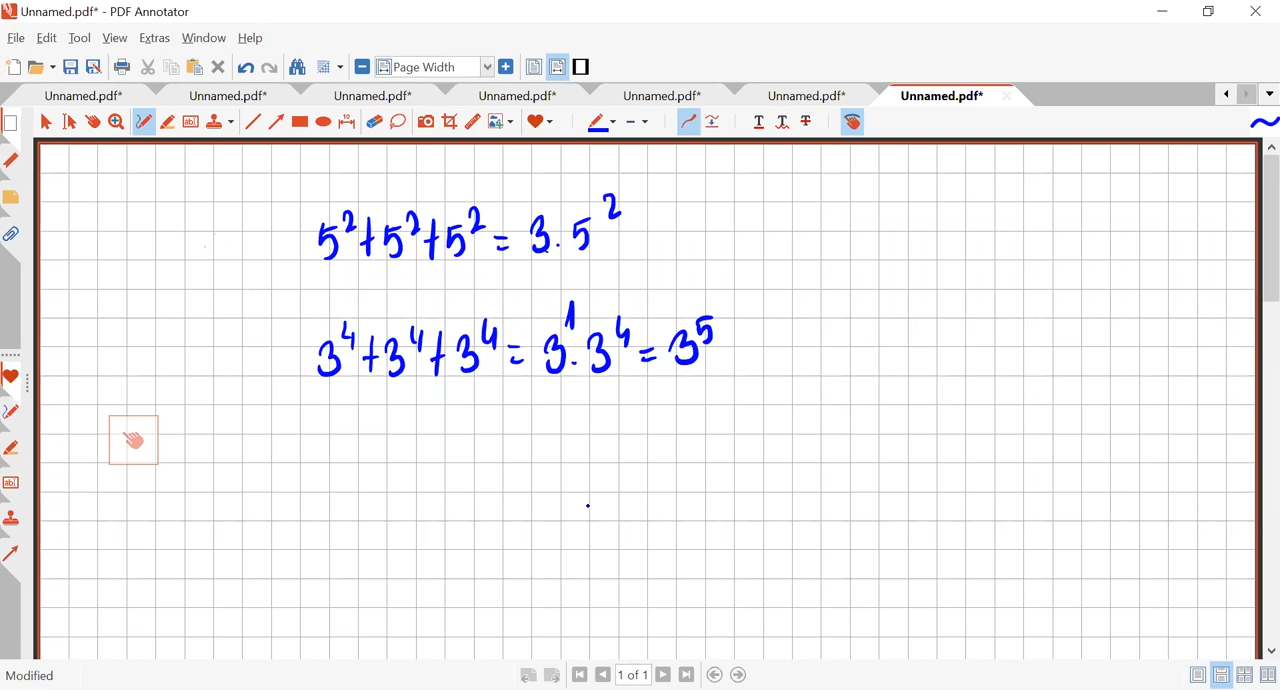 Unnamed.pdf* - PDF Annotator
File Edit Tool View Extras Window Help
Page Width
Unnamed.pdf* Unnamed.pdf* Unnamed.pdf* Unnamed.pdf* Unnamed.pdf* Unnamed.pdf* Unnamed.pdf*
5² + 5² + 5² = 3 . 5²
3⁴ + 3⁴ + 3⁴ = 3¹ . 3⁴ = 3⁵
Modified
1 of 1